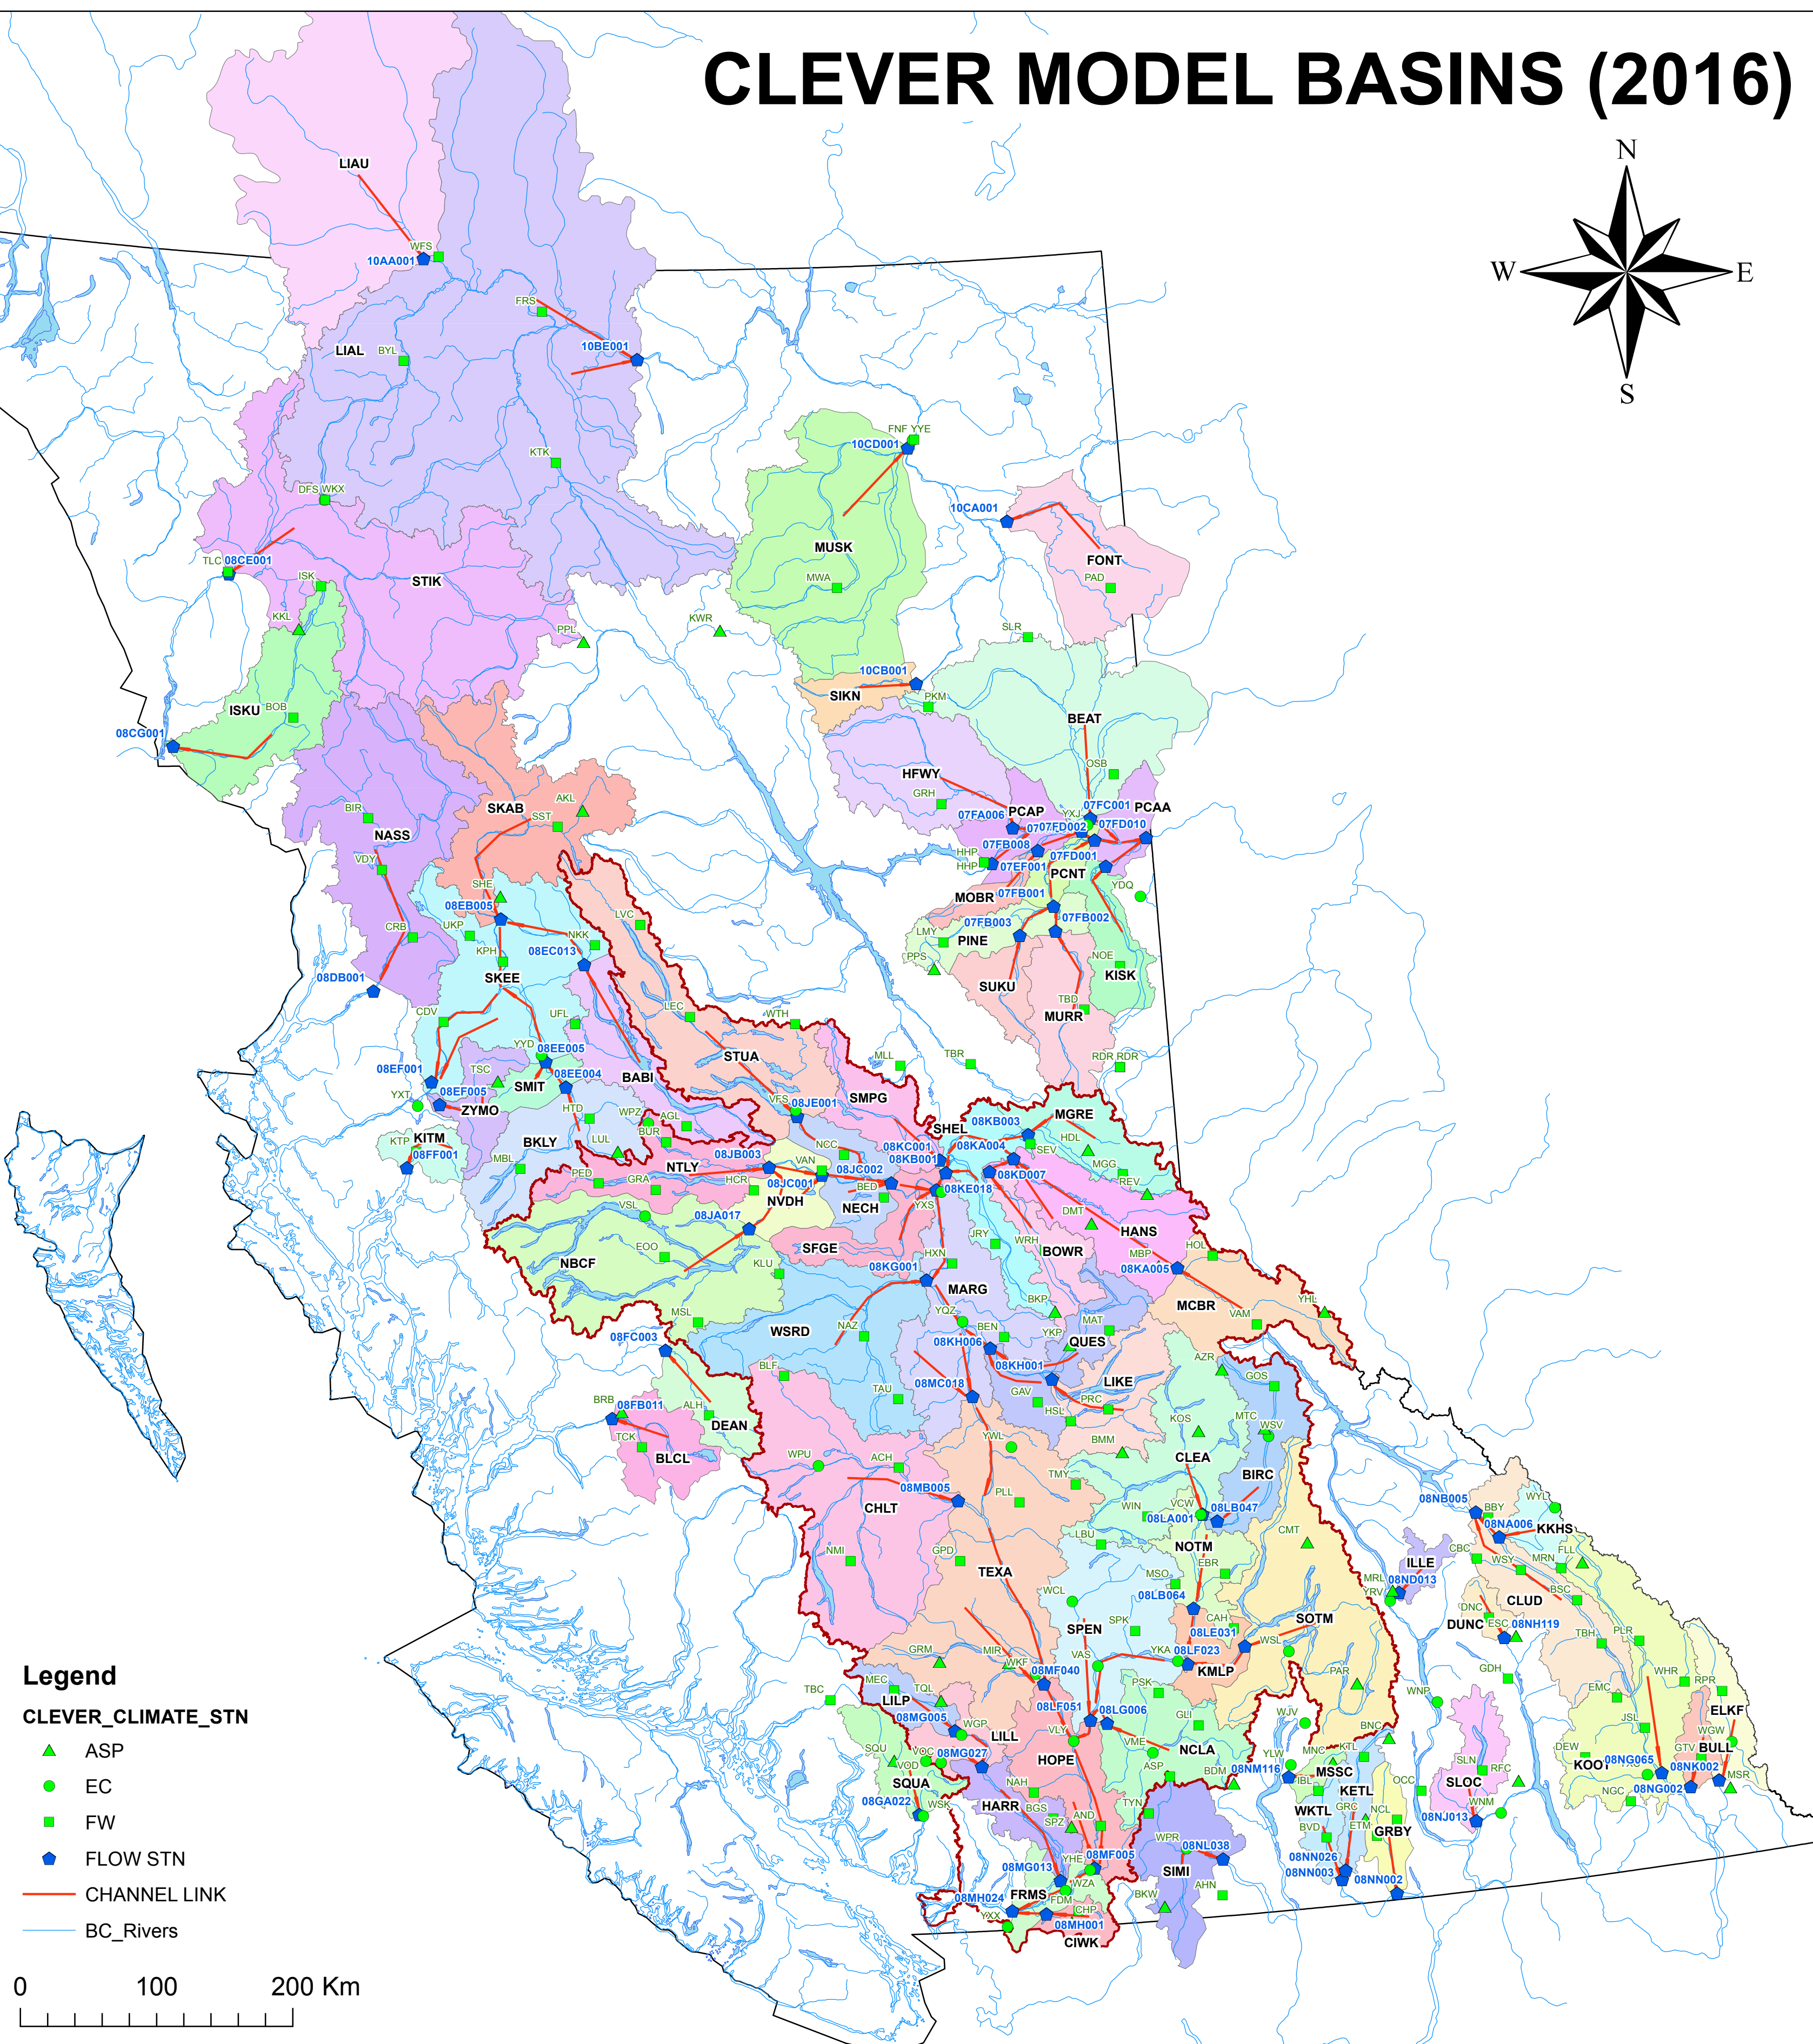 CLEVER MODEL BASINS (2016)
N
W E
S
LIAU
WFS
10AA001
FRS
10BE001
LIAL
BYL
KTK
FNF YYE
10CD001
DFS WKX
10CA001
MUSK
FONT
TLC 08CE001
ISK
STIK
MWA
PAD
KKL
PPL
KWR
SLR
10CB001
SIKN
PKM
ISKU BOB
BEAT
08CG001
HFWY
OSB
GRH
AKL
SKAB
SST
BIR
NASS
PCAP
07FC001 PCAA
07FA006
YXJ
07FD002 07FD010
07FB008
HHP
HHP
07EF001
07FD001
PCNT
VDY
SHE
08EB005
LVC
MOBR
07FB001
YDQ
CRB
UKP
NKK
08EC013
KPH
LMY
PINE
07FB003
07FB002
PPS
NOE
KISK
08DB001
SKEE
SUKU
TBD
MURR
CDV
UFL
LEC
WTH
YYD
08EE005
STUA
MLL
TBR
RDR RDR
08EF001
TSC
08EE004
SMIT
BABI
YXT
08EF005
ZYMO
HTD
WPZ
AGL
VFS
08JE001
SMPG
MGRE
KTP
KITM
08FF001
BKLY
LUL
BUR
SHEL
08KB003
HDL
MBL
NTLY
08JB003
NCC
08KC001
08KA004
SEV
VAN
08JC002
08KB001
MGG
PED
GRA
HCR
08JC001
BED
08KD007
REV
NVDH
NECH
08KE018
VSL
08JA017
YXS
DMT
HANS
EOO
SFGE
JRY
WRH
BOWR
NBCF
KLU
HXN
MBP
HOL
08KG001
08KA005
MARG
MCBR
MSL
WSRD
NAZ
YQZ
BKP
VAM
YHL
08FC003
BEN
YKP
MAT
QUES
08KH006
BLF
08KH001
AZR
GOS
TAU
08MC018
GAV
LIKE
BRB
08FB011
ALH
DEAN
HSL
PRC
KOS
MTC
WSV
TCK
BLCL
YWL
BMM
CLEA
BIRC
WPU
ACH
TMY
CHLT
08MB005
PLL
WIN
VCW
08LB047
08LA001
08NB005
BBY
WYL
08NA006
KKHS
LBU
NOTM
CMT
NMI
GPD
TEXA
MSO
EBR
ILLE
CBC
WSY
MRN
FLL
WCL
08LB064
MRL
YRV
08ND013
BSC
SPK
CAH
SOTM
DNC
CLUD
SPEN
08LE031
DUNC
ESC
08NH119
GRM
MIR
WKF
VAS
YKA
08LF023
WSL
TBH
PLR
08MF040
KMLP
PAR
GDH
MEC
TQL
LILP
PSK
WNP
EMC
WHR
RPR
TBC
08MG005
08LF051
08LG006
JSL
ELKF
WGP
LILL
VLY
GLI
WJV
BNC
WGW
SQU
VOC
VOD
08MG027
HOPE
VME
NCLA
YLW
MNC
KTL
DEW
GTV
BULL
SQUA
NAH
ASP
BDM
08NM116
MSSC
SLN
RFC
KOOT
08NG065
08NK002
IBL
KETL
OCC
SLOC
NGC
08NG002
MSR
08GA022
WSK
HARR
BGS
SPZ
AND
TYN
WKTL
GRC
NCL
WNM
BVD
ETM
GRBY
08NJ013
WPR
08NL038
YHE
08MF005
SIMI
08NN026
08NN003
08NN002
08MG013
WZA
BKW
AHN
08MH024
FRMS
FDM
YXX
CHP
08MH001
CIWK
Legend
CLEVER_CLIMATE_STN
ASP
EC
FW
FLOW STN
CHANNEL LINK
BC_Rivers
0 100 200 Km